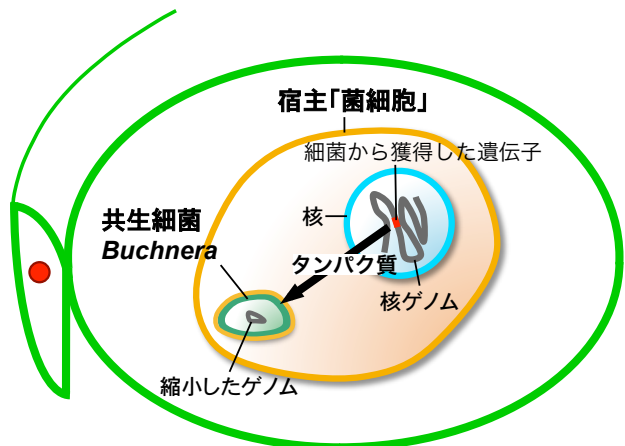 宿主「菌細胞」
細菌から獲得した遺伝子
核
共生細菌
Buchnera
タンパク質
核ゲノム
縮小したゲノム